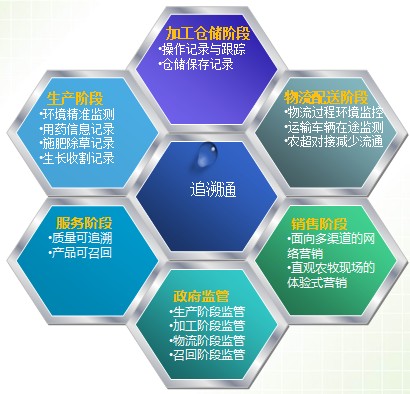 加工仓储阶段
•操作记录与跟踪
•仓储保存记录
生产阶段
•环境精准监测
•用药信息记录
•施肥除草记录
•生长收割记录
物流配送阶段
•物流过程环境监控
•运输车辆在途监测
•农超对接减少流通
追溯通
服务阶段
•质量可追溯
•产品可召回
销售阶段
•面向多渠道的网
络营销
•直观农牧现场的
体验式营销
政府监管
•生产阶段监管
•加工阶段监管
•物流阶段监管
•召回阶段监管